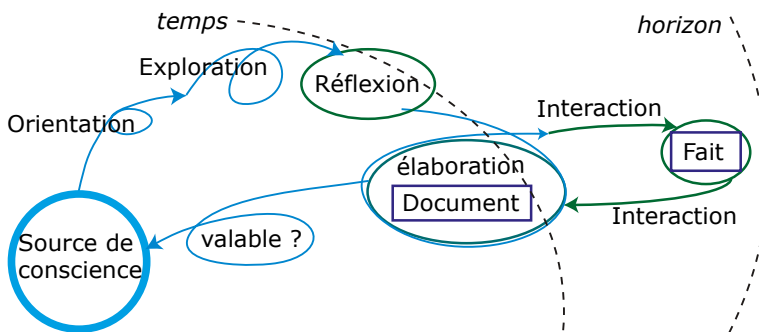 temps
horizon
Exploration
Réflexion
Orientation
Interaction
élaboration
Fait
Document
Interaction
Source de
conscience
valable ?